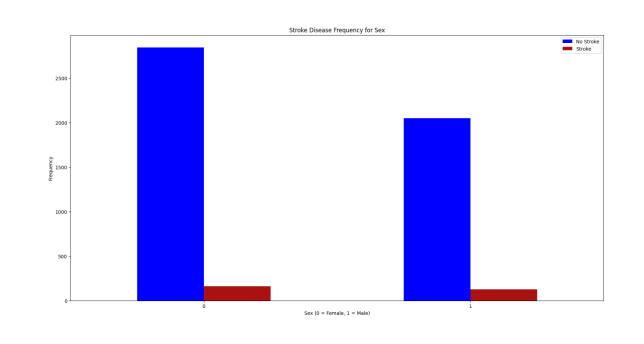 Stroke Disease Frequency for Sex
No Stroke
Stroke
Frequency
2500
2000
1500
1000
500
0
0
1
Sex (0 = Female, 1 = Male)